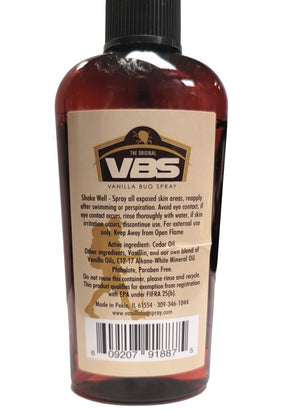 THE ORIGINAL
VBS
VANILLA BUG SPRAY
Shake Well - Spray all exposed skin areas, reapply
after swimming or perspiration. Avoid eye contact, if
eye contact occurs, rinse thoroughly with water, if skin
irritation occurs, discontinue use. For external use
only. Keep Away from Open Flame
Active ingredient: Cedar Oil
Other ingredients, Vanillin, and our own blend of
Vanilla Oils, C12-17 Alkane-White Mineral Oil.
Phthalate, Paraben Free.
Do not reuse this container, please rinse and recycle.
This product qualifies for exemption from registration
with EPA under FIFRA 25(b).
Made in Pekin, IL 61554 · 309-346-1044
www.vanillabugspray.com
6 09207 91887 5